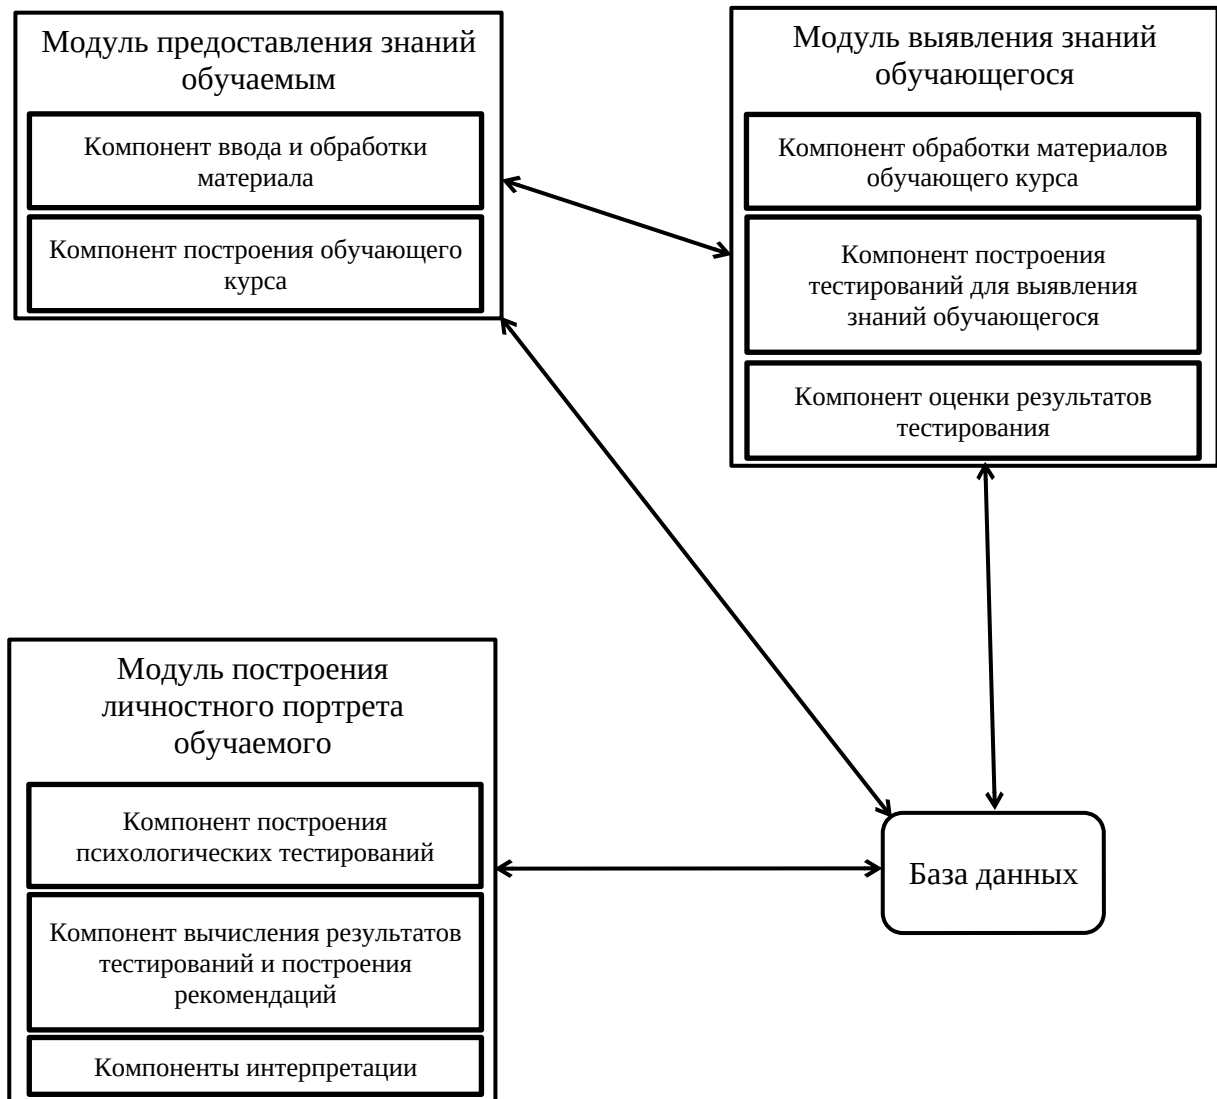 Модуль предоставления знаний
обучаемым
Компонент ввода и обработки
материала
Компонент построения обучающего
курса
Модуль выявления знаний
обучающегося
Компонент обработки материалов
обучающего курса
Компонент построения
тестирований для выявления
знаний обучающегося
Компонент оценки результатов
тестирования
Модуль построения
личностного портрета
обучаемого
Компонент построения
психологических тестирований
Компонент вычисления результатов
тестирований и построения
рекомендаций
Компоненты интерпретации
База данных